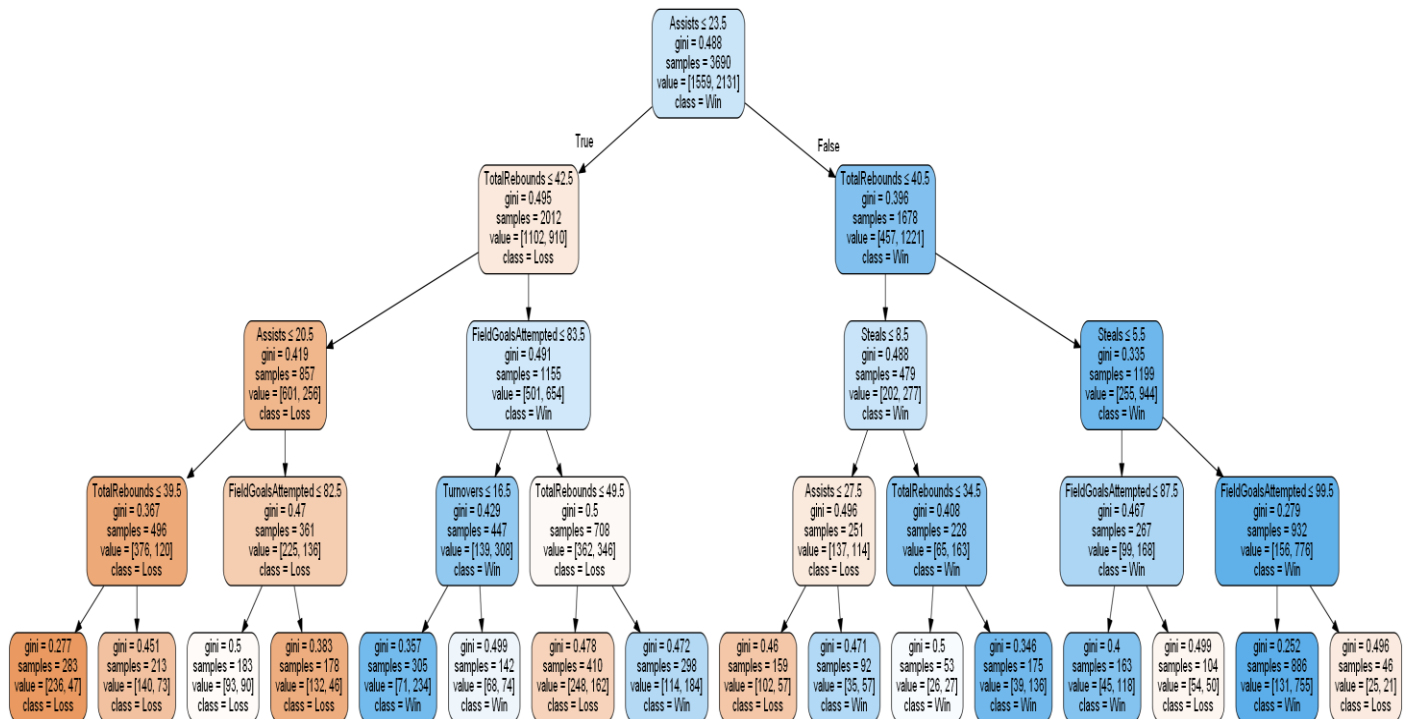 Assists ≤ 23.5
gini = 0.488
samples = 3690
value = [1559, 2131]
class = Win
True
False
TotalRebounds ≤ 42.5
gini = 0.495
samples = 2012
value = [1102, 910]
class = Loss
TotalRebounds ≤ 40.5
gini = 0.396
samples = 1678
value = [457, 1221]
class = Win
Assists ≤ 20.5
gini = 0.419
samples = 857
value = [601, 256]
class = Loss
FieldGoalsAttempted ≤ 83.5
gini = 0.491
samples = 1155
value = [501, 654]
class = Win
Steals ≤ 8.5
gini = 0.488
samples = 479
value = [202, 277]
class = Win
Steals ≤ 5.5
gini = 0.335
samples = 1199
value = [255, 944]
class = Win
TotalRebounds ≤ 39.5
gini = 0.367
samples = 496
value = [376, 120]
class = Loss
FieldGoalsAttempted ≤ 82.5
gini = 0.47
samples = 361
value = [225, 136]
class = Loss
Turnovers ≤ 16.5
gini = 0.429
samples = 447
value = [139, 308]
class = Win
TotalRebounds ≤ 49.5
gini = 0.5
samples = 708
value = [362, 346]
class = Loss
Assists ≤ 27.5
gini = 0.496
samples = 251
value = [137, 114]
class = Loss
TotalRebounds ≤ 34.5
gini = 0.408
samples = 228
value = [65, 163]
class = Win
FieldGoalsAttempted ≤ 87.5
gini = 0.467
samples = 267
value = [99, 168]
class = Win
FieldGoalsAttempted ≤ 99.5
gini = 0.279
samples = 932
value = [156, 776]
class = Win
gini = 0.277
samples = 283
value = [236, 47]
class = Loss
gini = 0.451
samples = 213
value = [140, 73]
class = Loss
gini = 0.5
samples = 183
value = [93, 90]
class = Loss
gini = 0.383
samples = 178
value = [132, 46]
class = Loss
gini = 0.357
samples = 305
value = [71, 234]
class = Win
gini = 0.499
samples = 142
value = [68, 74]
class = Win
gini = 0.478
samples = 410
value = [248, 162]
class = Loss
gini = 0.472
samples = 298
value = [114, 184]
class = Win
gini = 0.46
samples = 159
value = [102, 57]
class = Loss
gini = 0.471
samples = 92
value = [35, 57]
class = Win
gini = 0.5
samples = 53
value = [26, 27]
class = Win
gini = 0.346
samples = 175
value = [39, 136]
class = Win
gini = 0.4
samples = 163
value = [45, 118]
class = Win
gini = 0.499
samples = 104
value = [54, 50]
class = Loss
gini = 0.252
samples = 886
value = [131, 755]
class = Win
gini = 0.496
samples = 46
value = [25, 21]
class = Loss